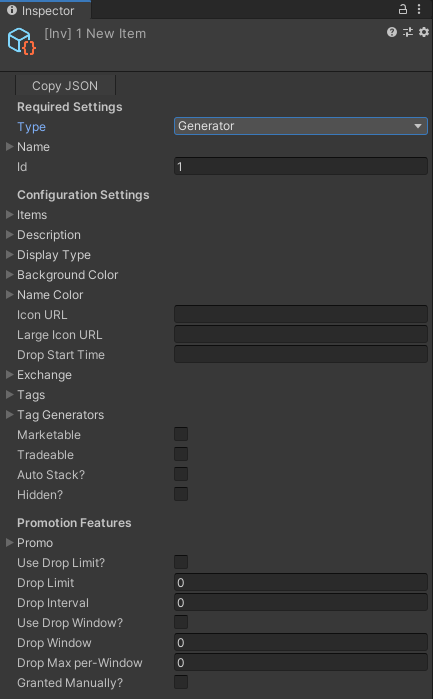 Inspector
[Inv] 1 New Item
Copy JSON
Required Settings
Type Generator
Name
Id 1
Configuration Settings
Items
Description
Display Type
Background Color
Name Color
Icon URL
Large Icon URL
Drop Start Time
Exchange
Tags
Tag Generators
Marketable
Tradeable
Auto Stack?
Hidden?
Promotion Features
Promo
Use Drop Limit?
Drop Limit 0
Drop Interval 0
Use Drop Window?
Drop Window 0
Drop Max per-Window 0
Granted Manually?